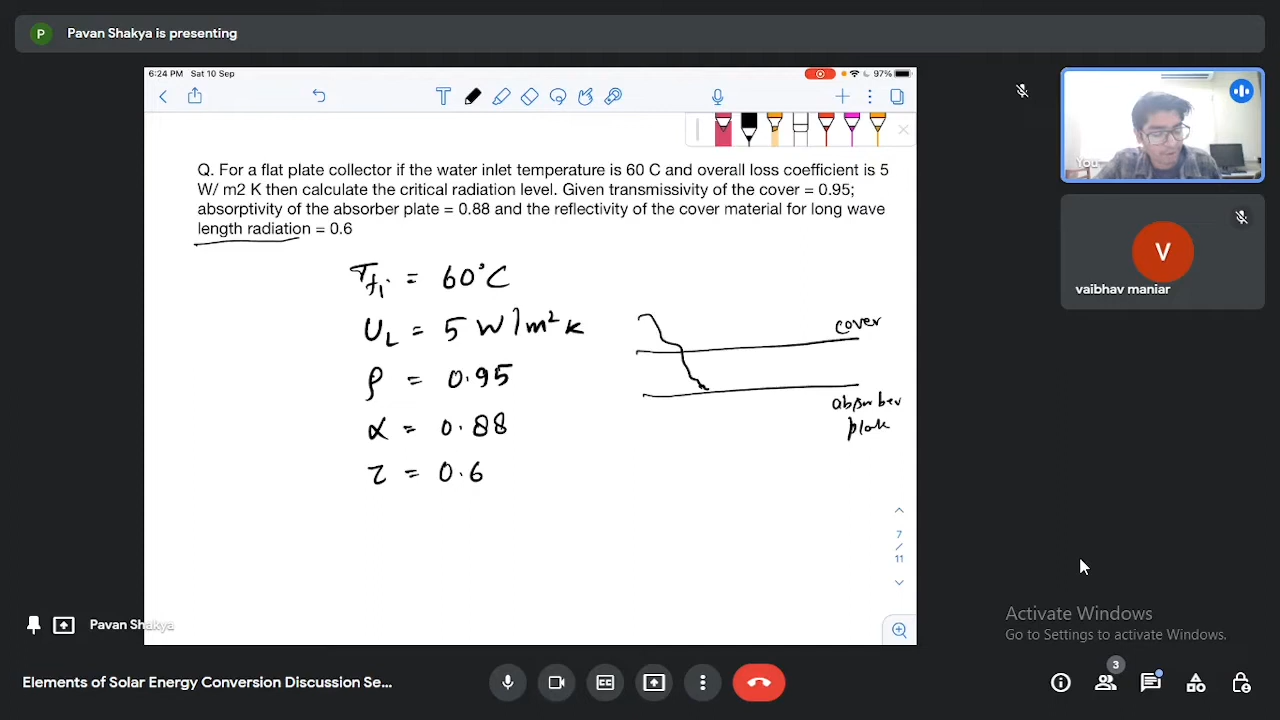 P Pavan Shakya is presenting
6:24 PM Sat 10 Sep
97%
Q. For a flat plate collector if the water inlet temperature is 60 C and overall loss coefficient is 5
W/ m2 K then calculate the critical radiation level. Given transmissivity of the cover = 0.95;
absorptivity of the absorber plate = 0.88 and the reflectivity of the cover material for long wave
length radiation = 0.6
Tfi = 60°C
UL = 5 W/m² K
ρ = 0.95
α = 0.88
τ = 0.6
cover
absorber
plate
7
/
11
You
V
vaibhav maniar
Activate Windows
Go to Settings to activate Windows.
Pavan Shakya
Elements of Solar Energy Conversion Discussion Se...
CC
3